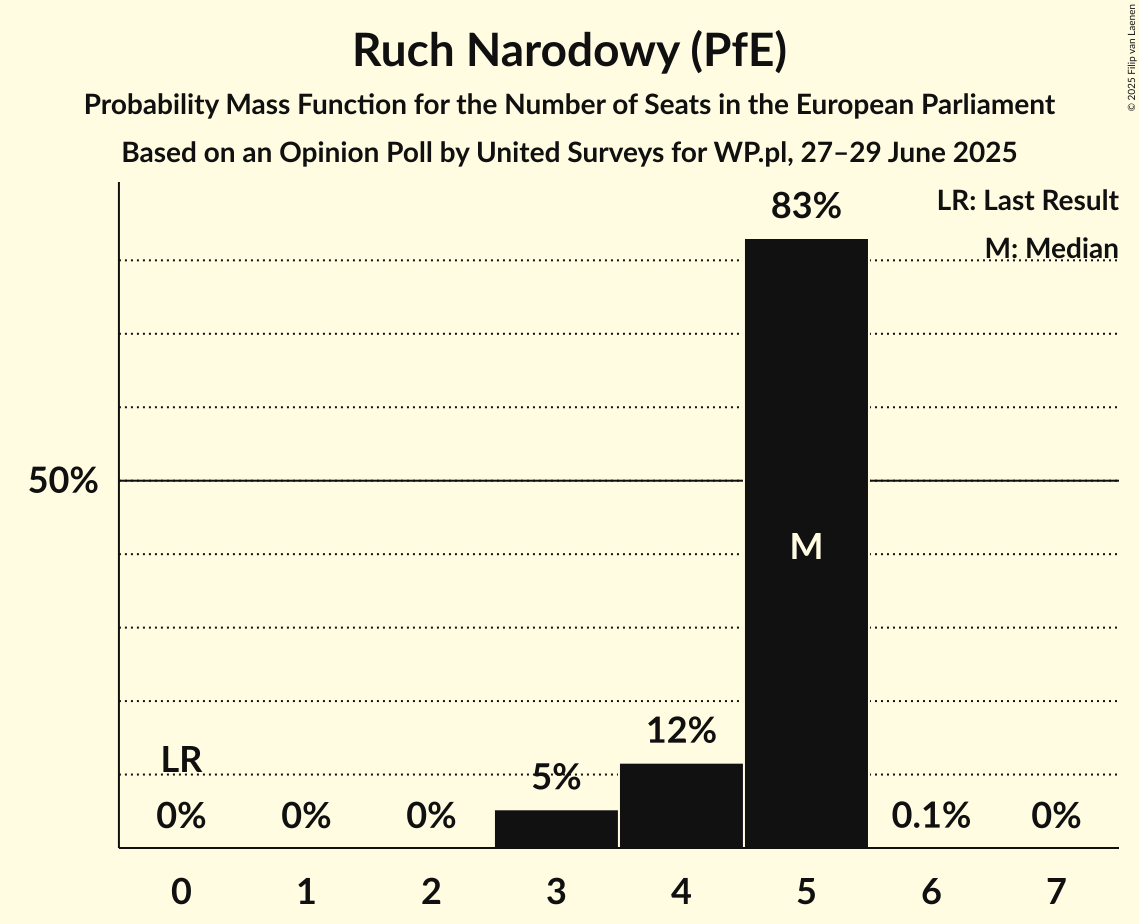 Ruch Narodowy (PfE)
Probability Mass Function for the Number of Seats in the European Parliament
Based on an Opinion Poll by United Surveys for WP.pl, 27–29 June 2025
© 2025 Filip van Laenen
LR: Last Result
M: Median
83%
50%
M
12%
LR
5%
0% 0% 0% 0.1% 0%
0 1 2 3 4 5 6 7